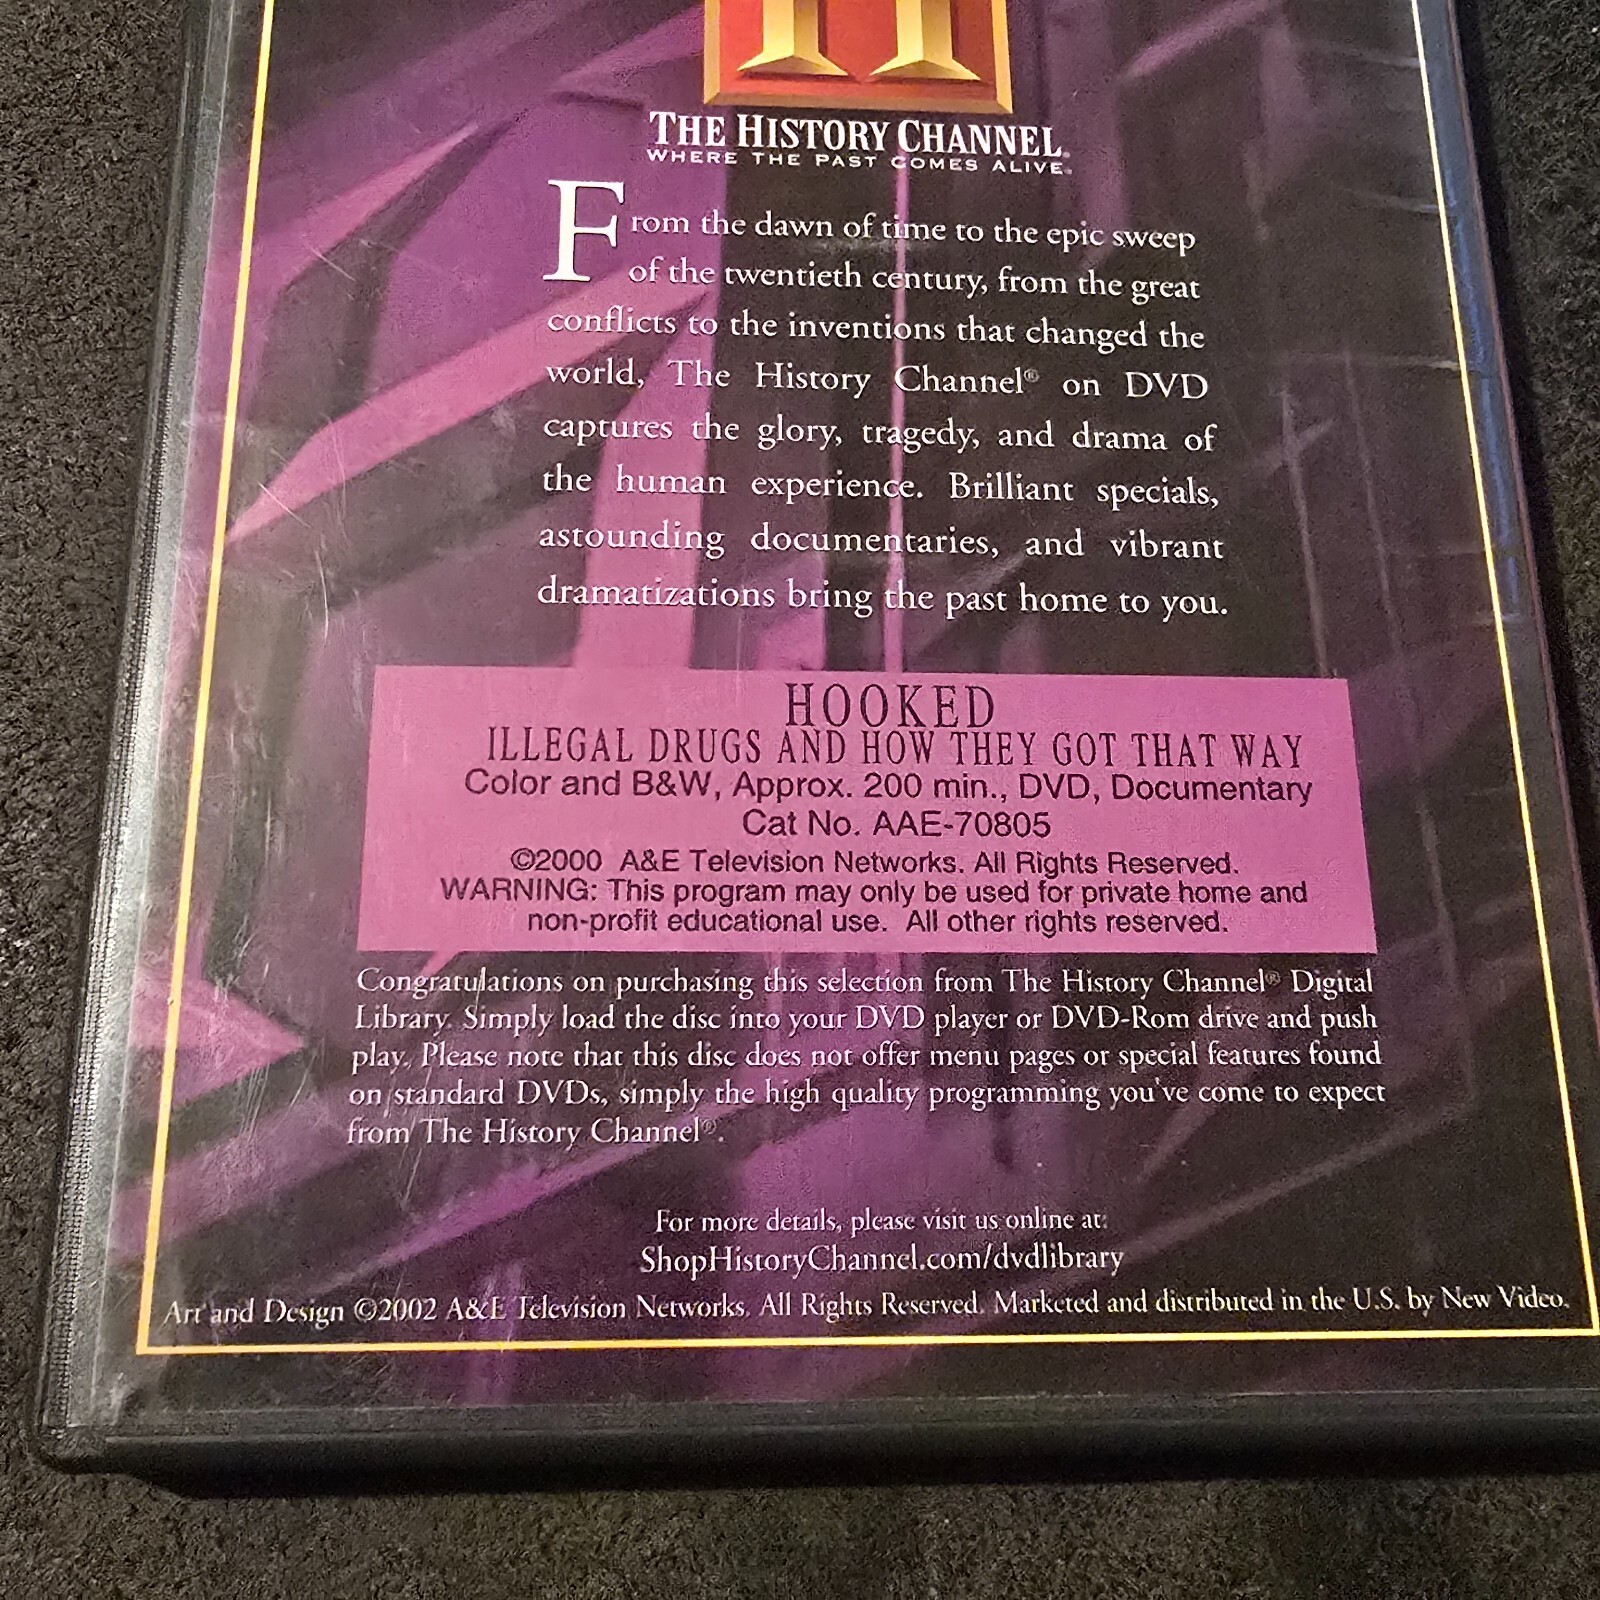 H
THE HISTORY CHANNEL®
WHERE THE PAST COMES ALIVE®
From the dawn of time to the epic sweep
of the twentieth century, from the great
conflicts to the inventions that changed the
world, The History Channel® on DVD
captures the glory, tragedy, and drama of
the human experience. Brilliant specials,
astounding documentaries, and vibrant
dramatizations bring the past home to you.
HOOKED
ILLEGAL DRUGS AND HOW THEY GOT THAT WAY
Color and B&W, Approx. 200 min., DVD, Documentary
Cat No. AAE-70805
©2000 A&E Television Networks. All Rights Reserved.
WARNING: This program may only be used for private home and
non-profit educational use. All other rights reserved.
Congratulations on purchasing this selection from The History Channel® Digital
Library. Simply load the disc into your DVD player or DVD-Rom drive and push
play. Please note that this disc does not offer menu pages or special features found
on standard DVDs, simply the high quality programming you've come to expect
from The History Channel®.
For more details, please visit us online at:
ShopHistoryChannel.com/dvdlibrary
Art and Design ©2002 A&E Television Networks. All Rights Reserved. Marketed and distributed in the U.S. by New Video.